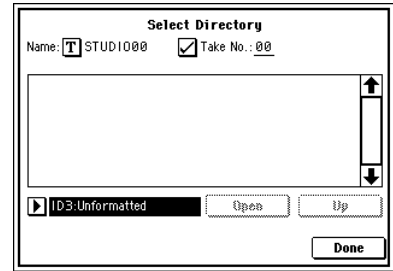 Select Directory
Name: T STUDIO00 Take No.: 00
ID3:Unformatted Open Up
Done